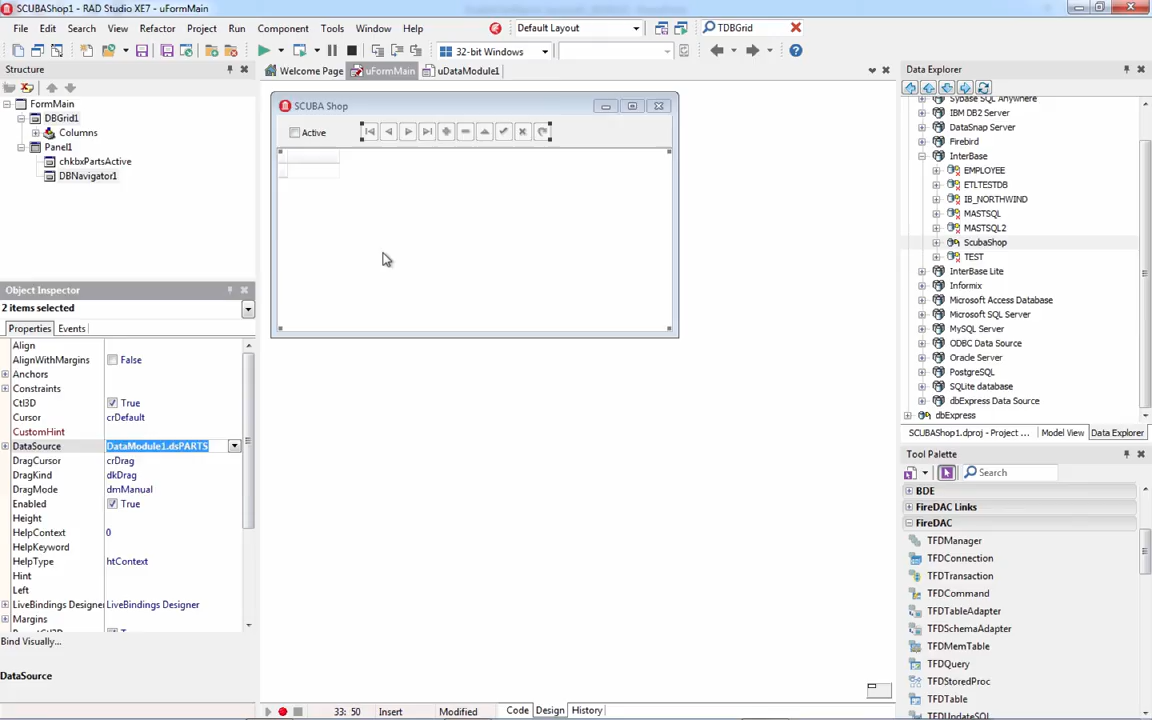 SCUBAShop1 - RAD Studio XE7 - uFormMain
File Edit Search View Refactor Project Run Component Tools Window Help
Default Layout
TDBGrid
32-bit Windows
Structure
FormMain
DBGrid1
Columns
Panel1
chkbxPartsActive
DBNavigator1
Object Inspector
2 items selected
Properties Events
Align
AlignWithMargins False
Anchors
Constraints
Ctl3D True
Cursor crDefault
CustomHint
DataSource DataModule1.dsPARTS
DragCursor crDrag
DragKind dkDrag
DragMode dmManual
Enabled True
Height
HelpContext 0
HelpKeyword
HelpType htContext
Hint
Left
LiveBindings Designer LiveBindings Designer
Margins
Bind Visually...
DataSource
Welcome Page uFormMain uDataModule1
SCUBA Shop
Active
33: 50 Insert Modified Code Design History
Data Explorer
Sybase SQL Anywhere
IBM DB2 Server
DataSnap Server
Firebird
InterBase
EMPLOYEE
ETLTESTDB
IB_NORTHWIND
MASTSQL
MASTSQL2
ScubaShop
TEST
InterBase Lite
Informix
Microsoft Access Database
Microsoft SQL Server
MySQL Server
ODBC Data Source
Oracle Server
PostgreSQL
SQLite database
dbExpress Data Source
dbExpress
SCUBAShop1.dproj - Project ... Model View Data Explorer
Tool Palette
Search
BDE
FireDAC Links
FireDAC
TFDManager
TFDConnection
TFDTransaction
TFDCommand
TFDTableAdapter
TFDSchemaAdapter
TFDMemTable
TFDQuery
TFDStoredProc
TFDTable
TFDUpdateSQL